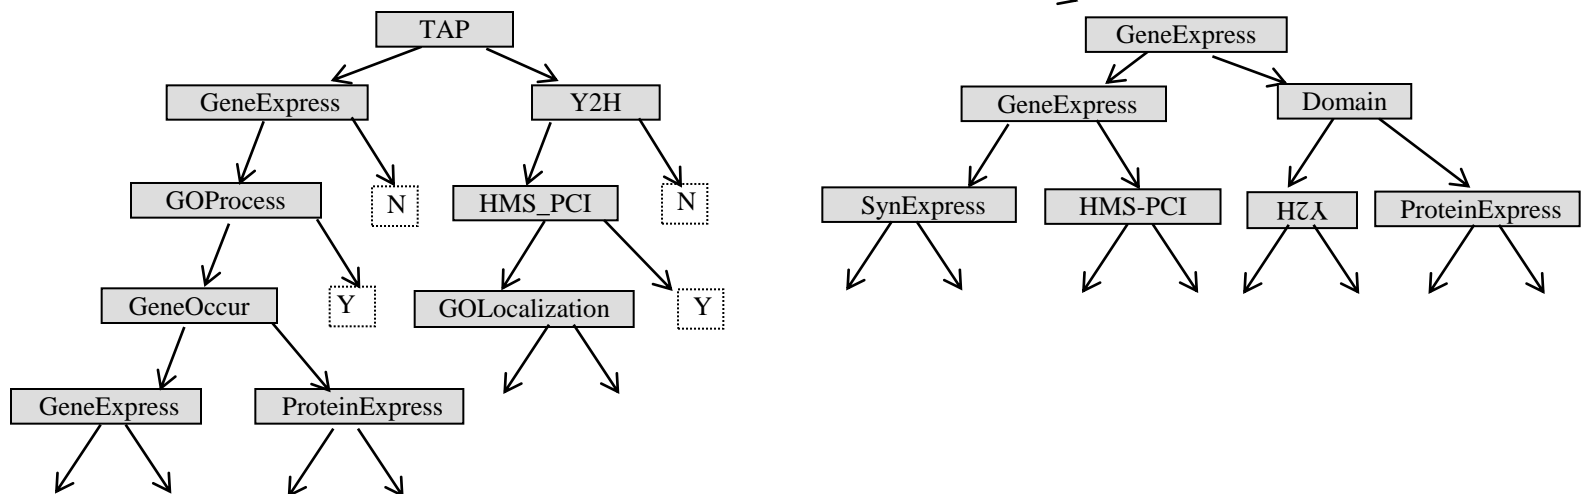 TAP
GeneExpress
Y2H
GOProcess
N
HMS_PCI
N
GeneOccur
Y
GOLocalization
Y
GeneExpress
ProteinExpress
GeneExpress
GeneExpress
Domain
SynExpress
HMS-PCI
Y2H
ProteinExpress